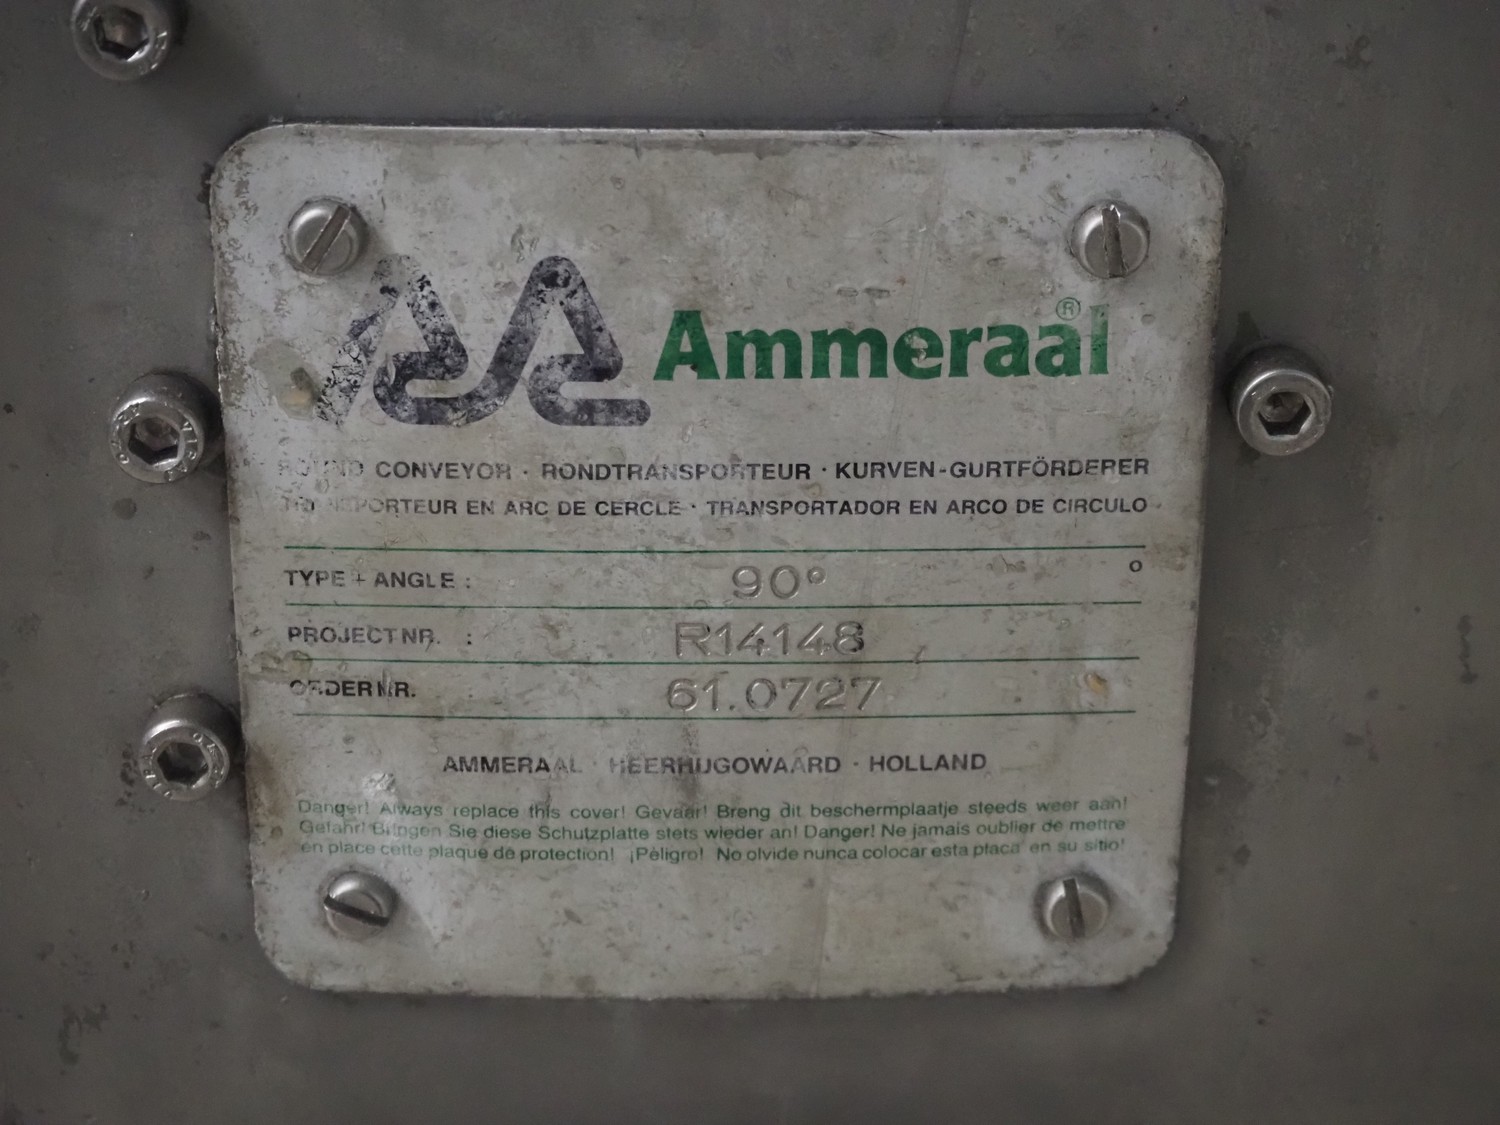 Ammeraal®
ROUND CONVEYOR · RONDTRANSPORTEUR · KURVEN-GURTFÖRDERER
TRANSPORTEUR EN ARC DE CERCLE · TRANSPORTADOR EN ARCO DE CIRCULO
TYPE + ANGLE : 90° °
PROJECT NR. : R14148
ORDER NR. 61.0727
AMMERAAL · HEERHUGOWAARD · HOLLAND
Danger! Always replace this cover! Gevaar! Breng dit beschermplaatje steeds weer aan!
Gefahr! Bringen Sie diese Schutzplatte stets wieder an! Danger! Ne jamais oublier de mettre
en place cette plaque de protection! ¡Peligro! No olvide nunca colocar esta placa en su sitio!